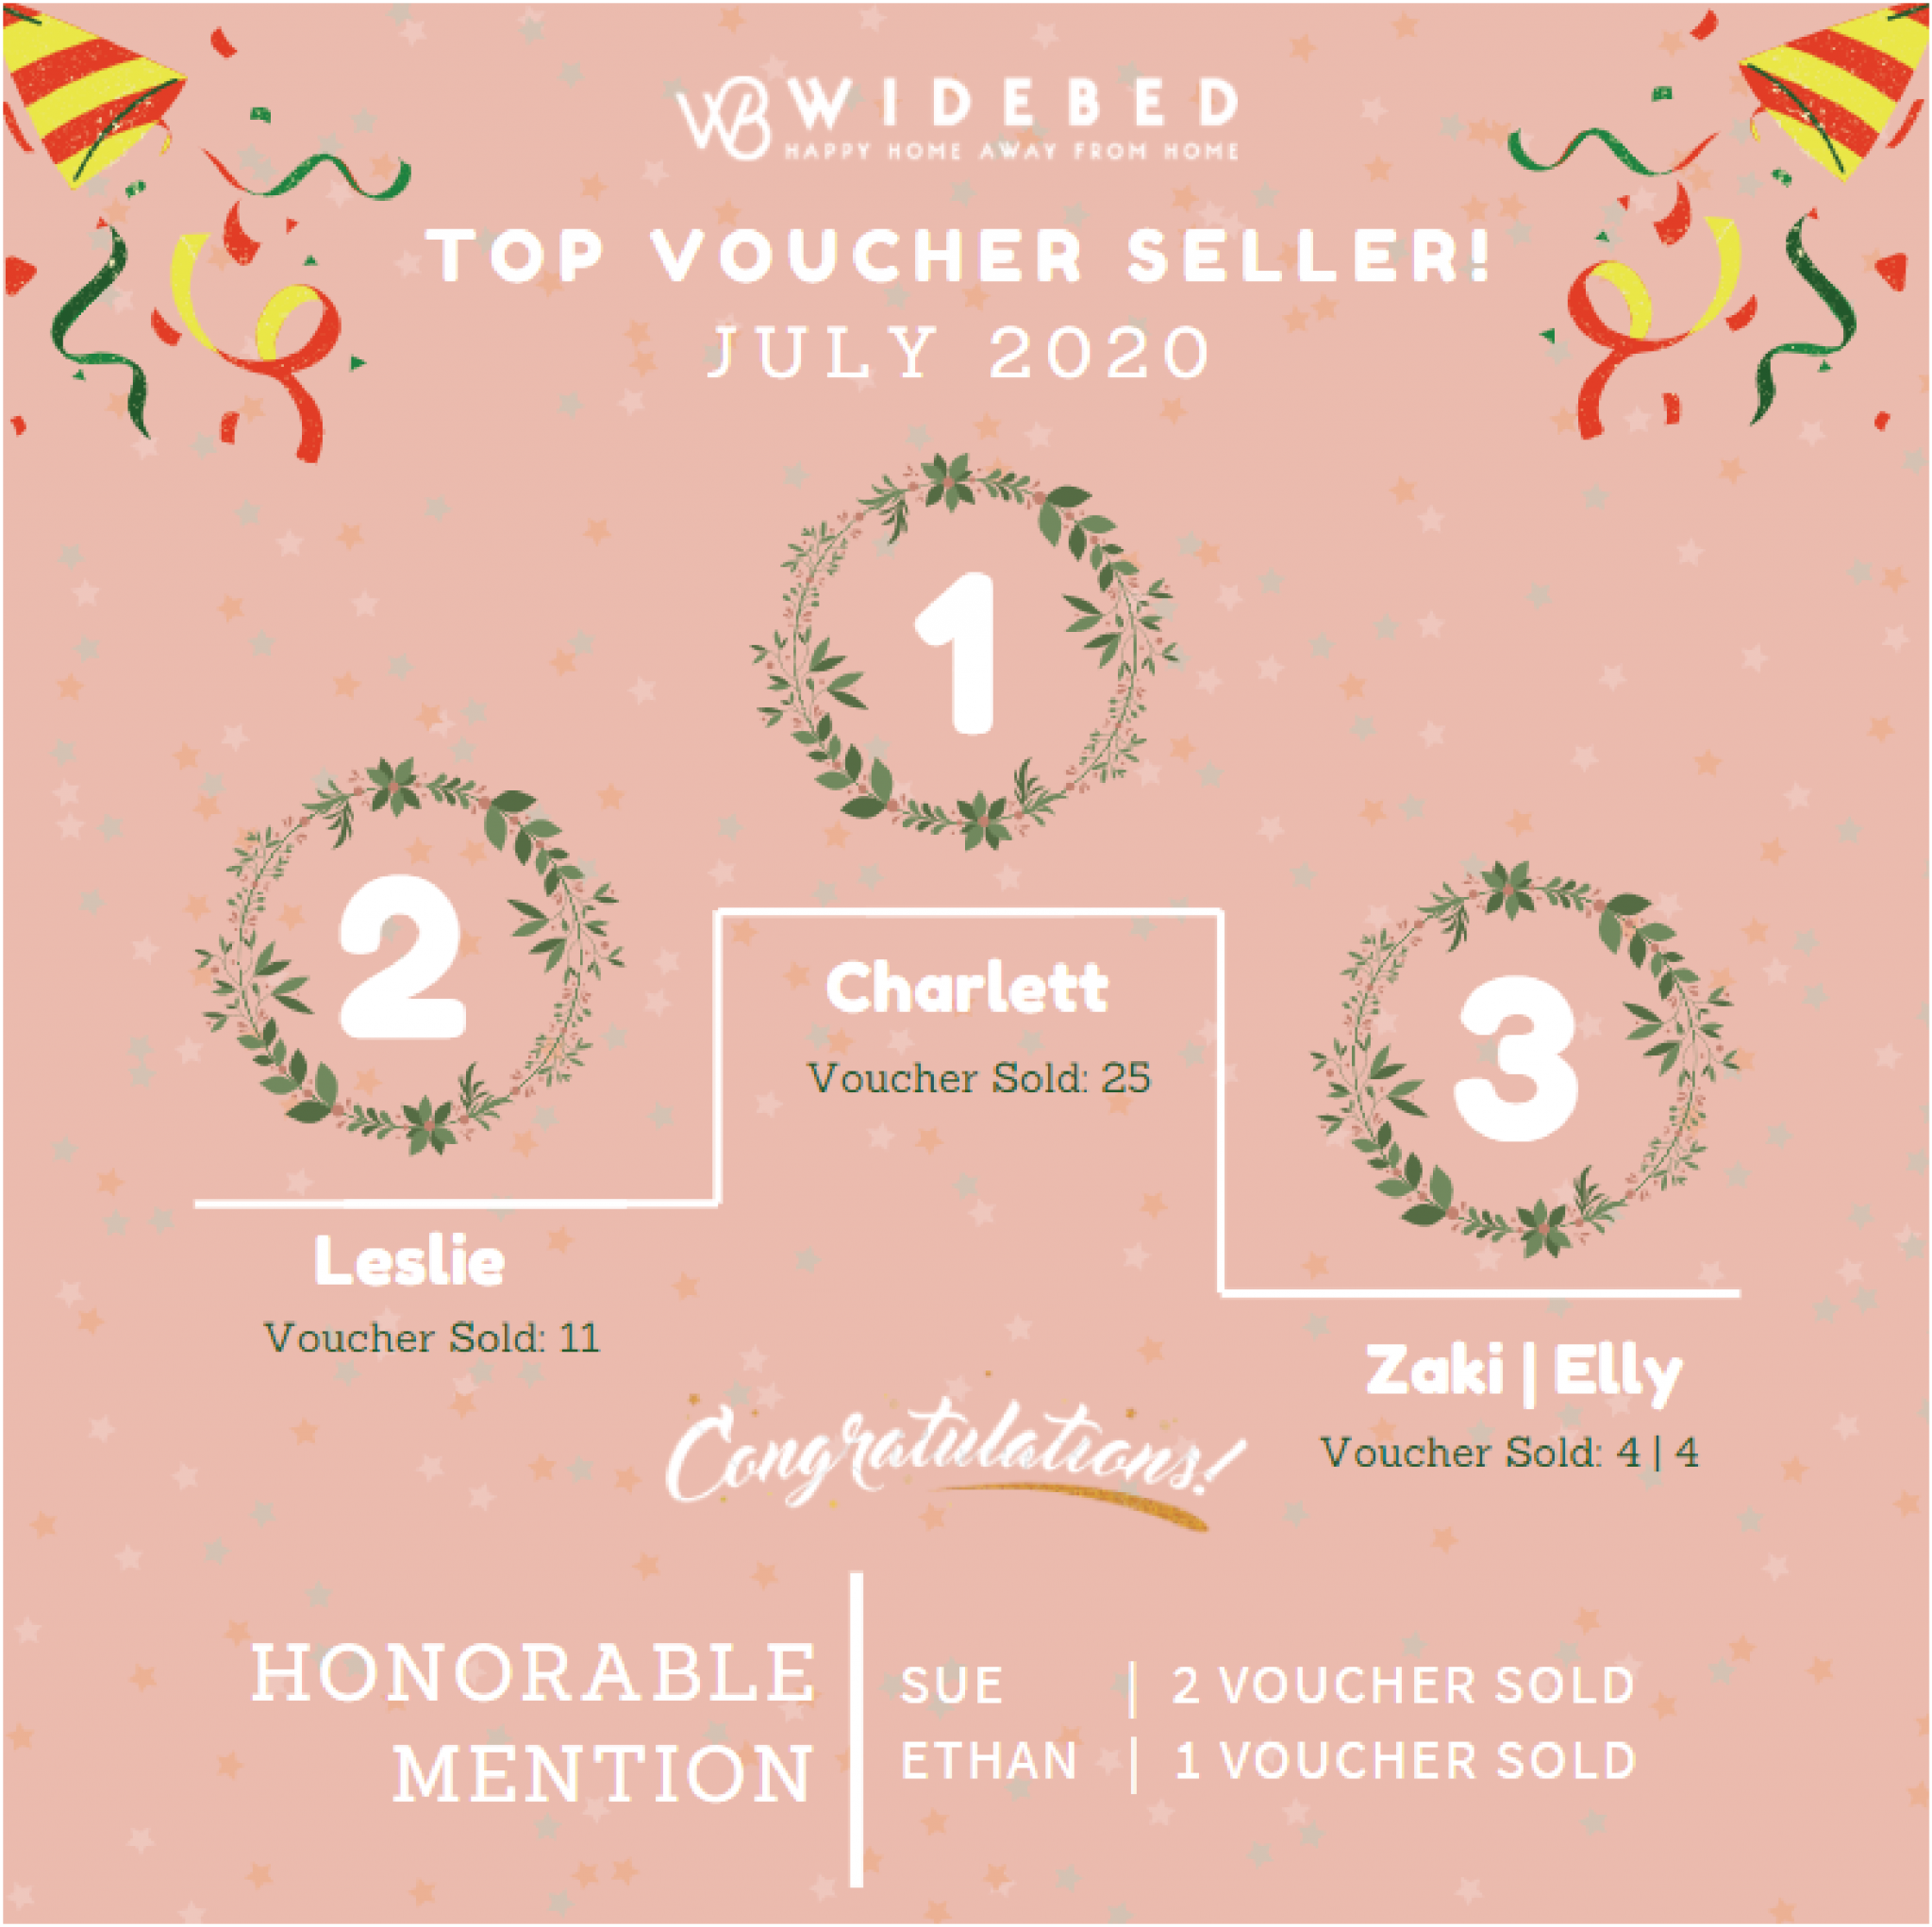 WB WIDEBED
HAPPY HOME AWAY FROM HOME
TOP VOUCHER SELLER!
JULY 2020
1
2
3
Charlett
Voucher Sold: 25
Leslie
Voucher Sold: 11
Zaki | Elly
Voucher Sold: 4 | 4
Congratulations!
HONORABLE
MENTION
SUE | 2 VOUCHER SOLD
ETHAN | 1 VOUCHER SOLD